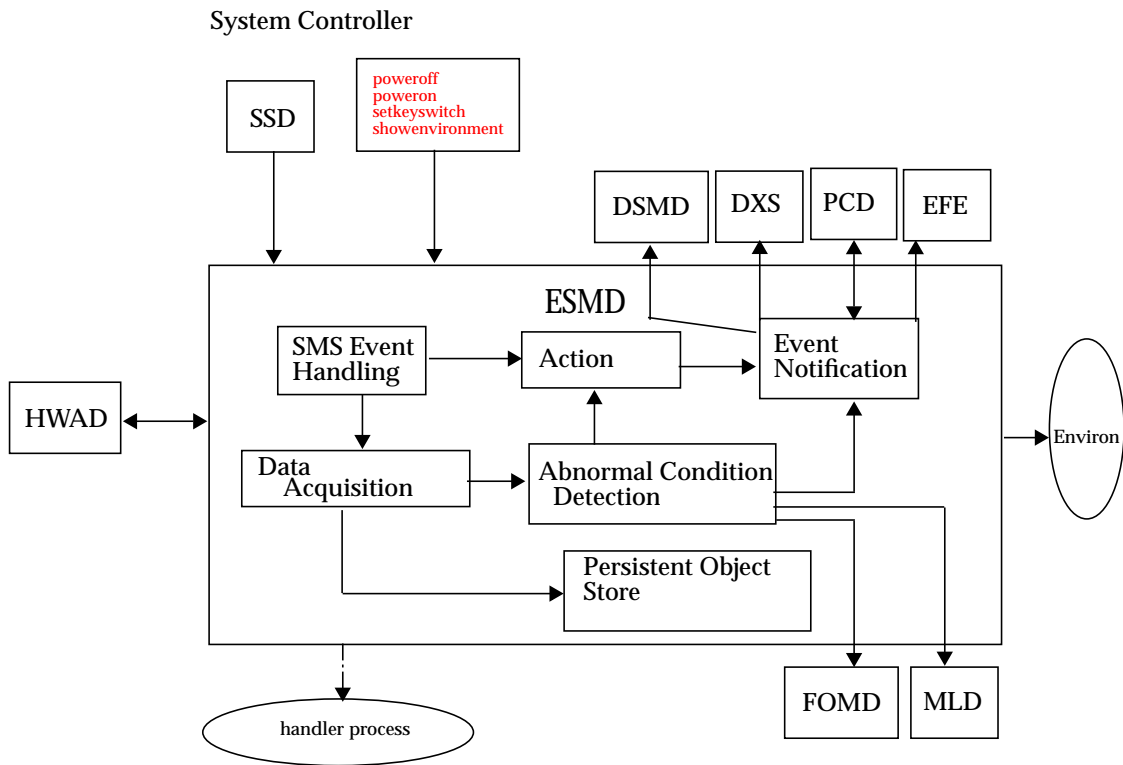 System Controller
poweroff
poweron
setkeyswitch
showenvironment
SSD
DSMD
DXS
PCD
EFE
ESMD
SMS Event
Handling
Action
Event
Notification
HWAD
Environ
Data
Acquisition
Abnormal Condition
Detection
Persistent Object
Store
FOMD
MLD
handler process